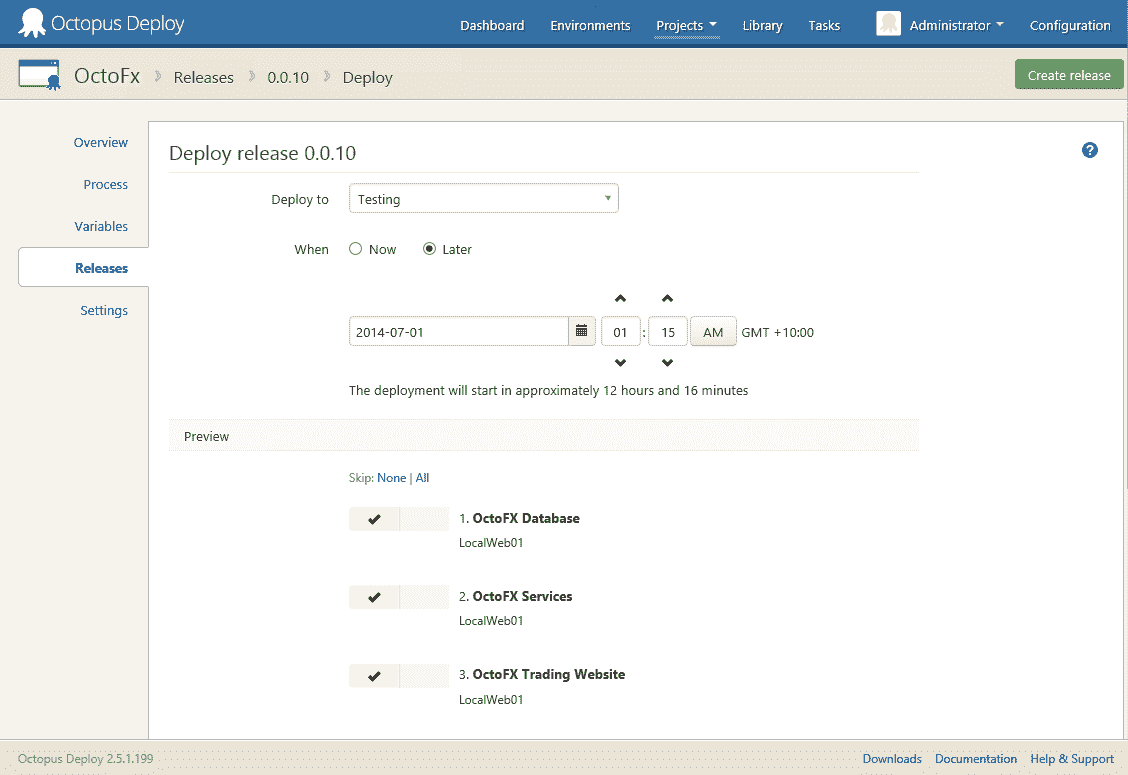 Octopus Deploy Dashboard Environments Projects Library Tasks Administrator Configuration
OctoFx Releases 0.0.10 Deploy Create release
Overview
Process
Variables
Releases
Settings
Deploy release 0.0.10 ?
Deploy to Testing
When Now Later
2014-07-01 01 : 15 AM GMT +10:00
The deployment will start in approximately 12 hours and 16 minutes
Preview
Skip: None | All
1. OctoFX Database
LocalWeb01
2. OctoFX Services
LocalWeb01
3. OctoFX Trading Website
LocalWeb01
Octopus Deploy 2.5.1.199 Downloads Documentation Help & Support